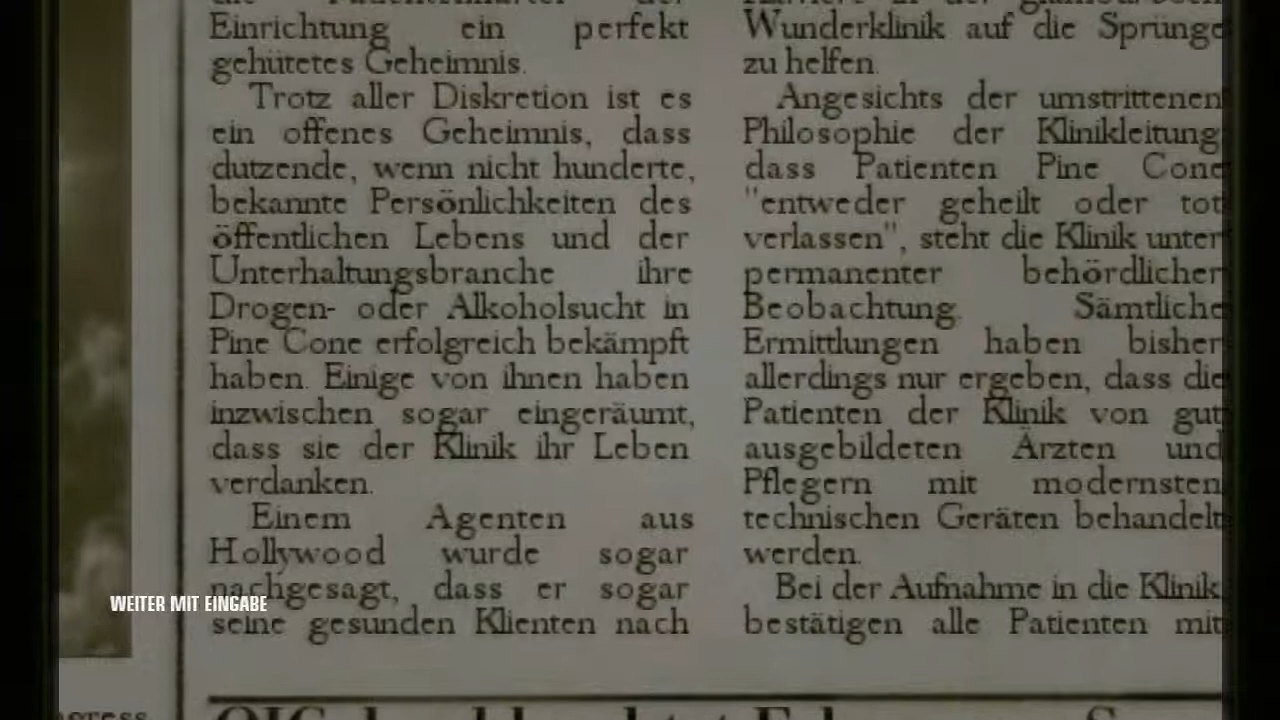 Einrichtung ein perfekt
gehütetes Geheimnis.
Trotz aller Diskretion ist es
ein offenes Geheimnis, dass
dutzende, wenn nicht hunderte,
bekannte Persönlichkeiten des
öffentlichen Lebens und der
Unterhaltungsbranche ihre
Drogen- oder Alkoholsucht in
Pine Cone erfolgreich bekämpft
haben. Einige von ihnen haben
inzwischen sogar eingeräumt,
dass sie der Klinik ihr Leben
verdanken.
Einem Agenten aus
Hollywood wurde sogar
nachgesagt, dass er sogar
seine gesunden Klienten nach
Wunderklinik auf die Sprünge
zu helfen.
Angesichts der umstrittenen
Philosophie der Klinikleitung
dass Patienten Pine Cone
"entweder geheilt oder tot
verlassen", steht die Klinik unter
permanenter behördlicher
Beobachtung. Sämtliche
Ermittlungen haben bisher
allerdings nur ergeben, dass die
Patienten der Klinik von gut
ausgebildeten Ärzten und
Pflegern mit modernsten
technischen Geräten behandelt
werden.
Bei der Aufnahme in die Klinik
bestätigen alle Patienten mit
WEITER MIT EINGABE